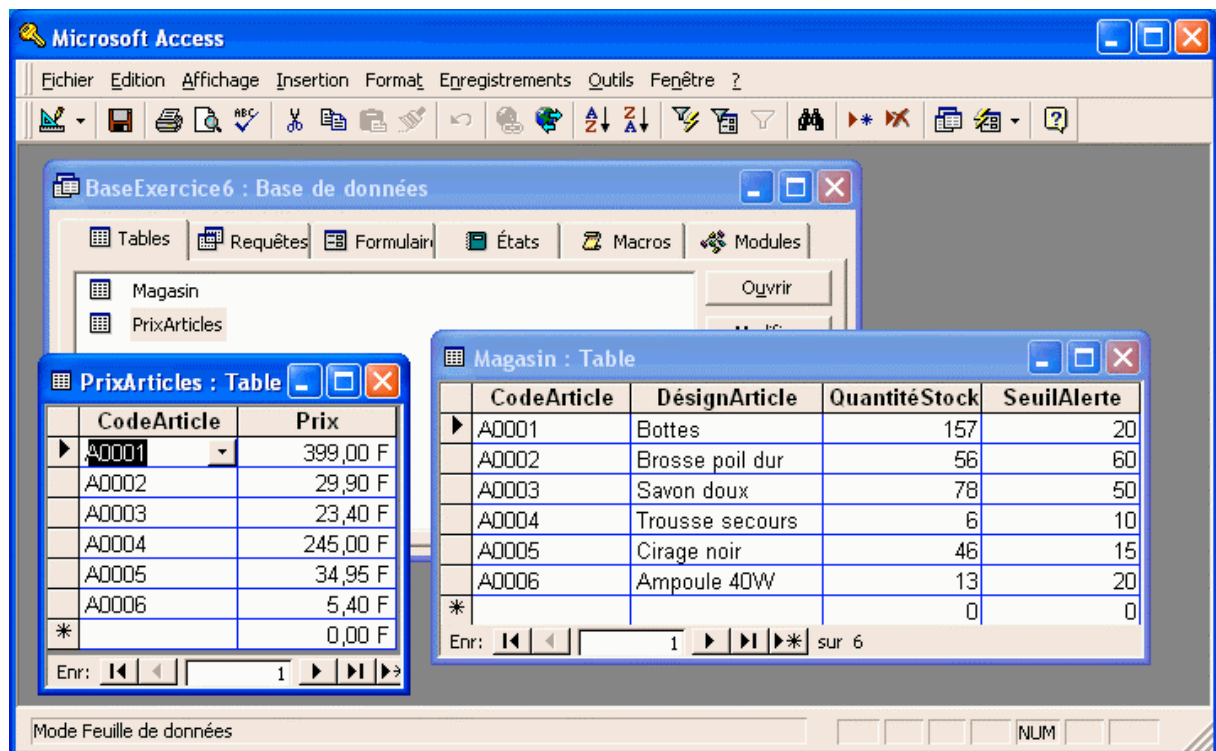 Microsoft Access
Fichier Edition Affichage Insertion Format Enregistrements Outils Fenêtre ?
BaseExercice6 : Base de données
Tables Requêtes Formulaire États Macros Modules
Magasin
PrixArticles
Ouvrir
PrixArticles : Table
CodeArticle Prix
A0001 399,00 F
A0002 29,90 F
A0003 23,40 F
A0004 245,00 F
A0005 34,95 F
A0006 5,40 F
* 0,00 F
Enr: 1
Magasin : Table
CodeArticle DésignArticle QuantitéStock SeuilAlerte
A0001 Bottes 157 20
A0002 Brosse poil dur 56 60
A0003 Savon doux 78 50
A0004 Trousse secours 6 10
A0005 Cirage noir 46 15
A0006 Ampoule 40W 13 20
* 0 0
Enr: 1 sur 6
Mode Feuille de données NUM